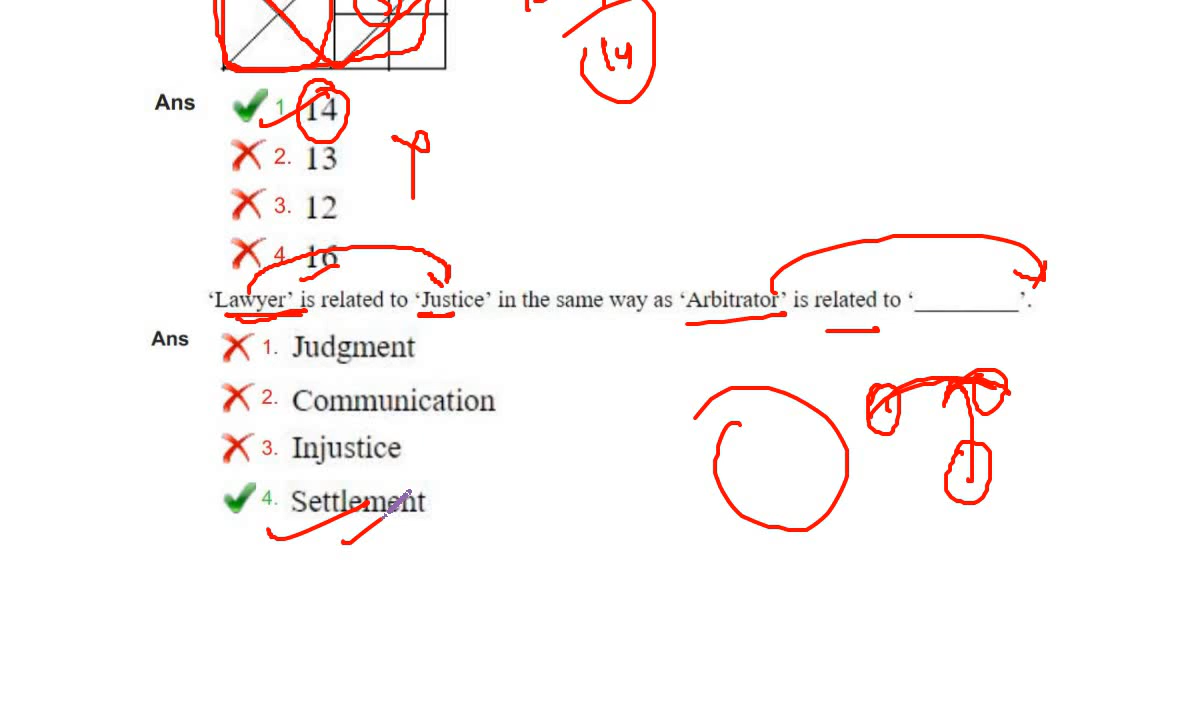 14
Ans 1 14
2. 13
3. 12
4. 16
‘Lawyer’ is related to ‘Justice’ in the same way as ‘Arbitrator’ is related to ‘__________’.
Ans 1. Judgment
2. Communication
3. Injustice
4. Settlement